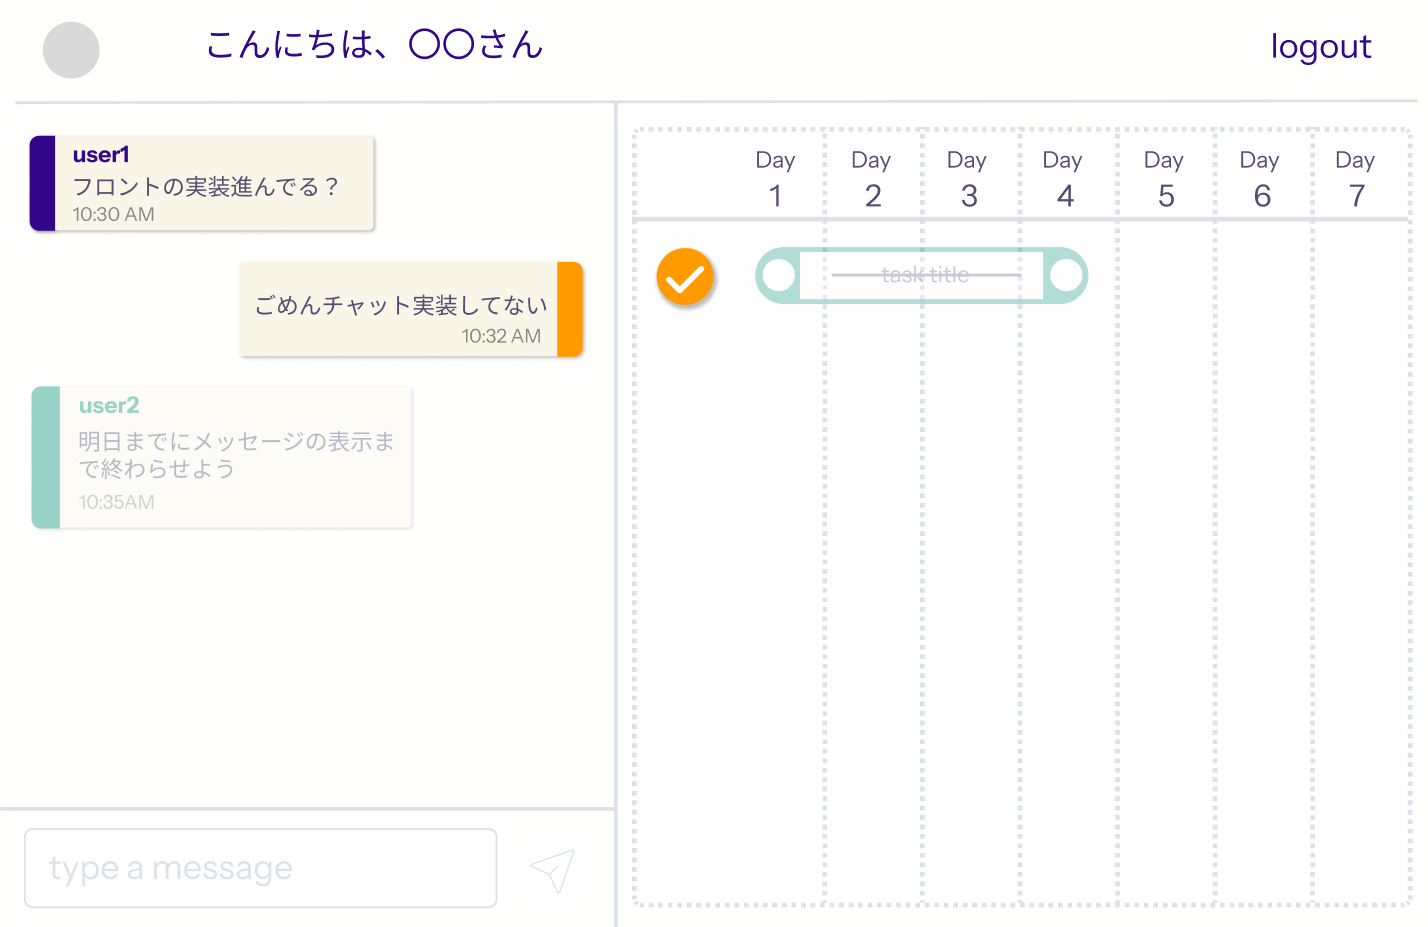 こんにちは、〇〇さん
logout
user1
フロントの実装進んでる？
10:30 AM
ごめんチャット実装してない
10:32 AM
user2
明日までにメッセージの表示ま
で終わらせよう
10:35AM
type a message
Day
1
Day
2
Day
3
Day
4
Day
5
Day
6
Day
7
task title